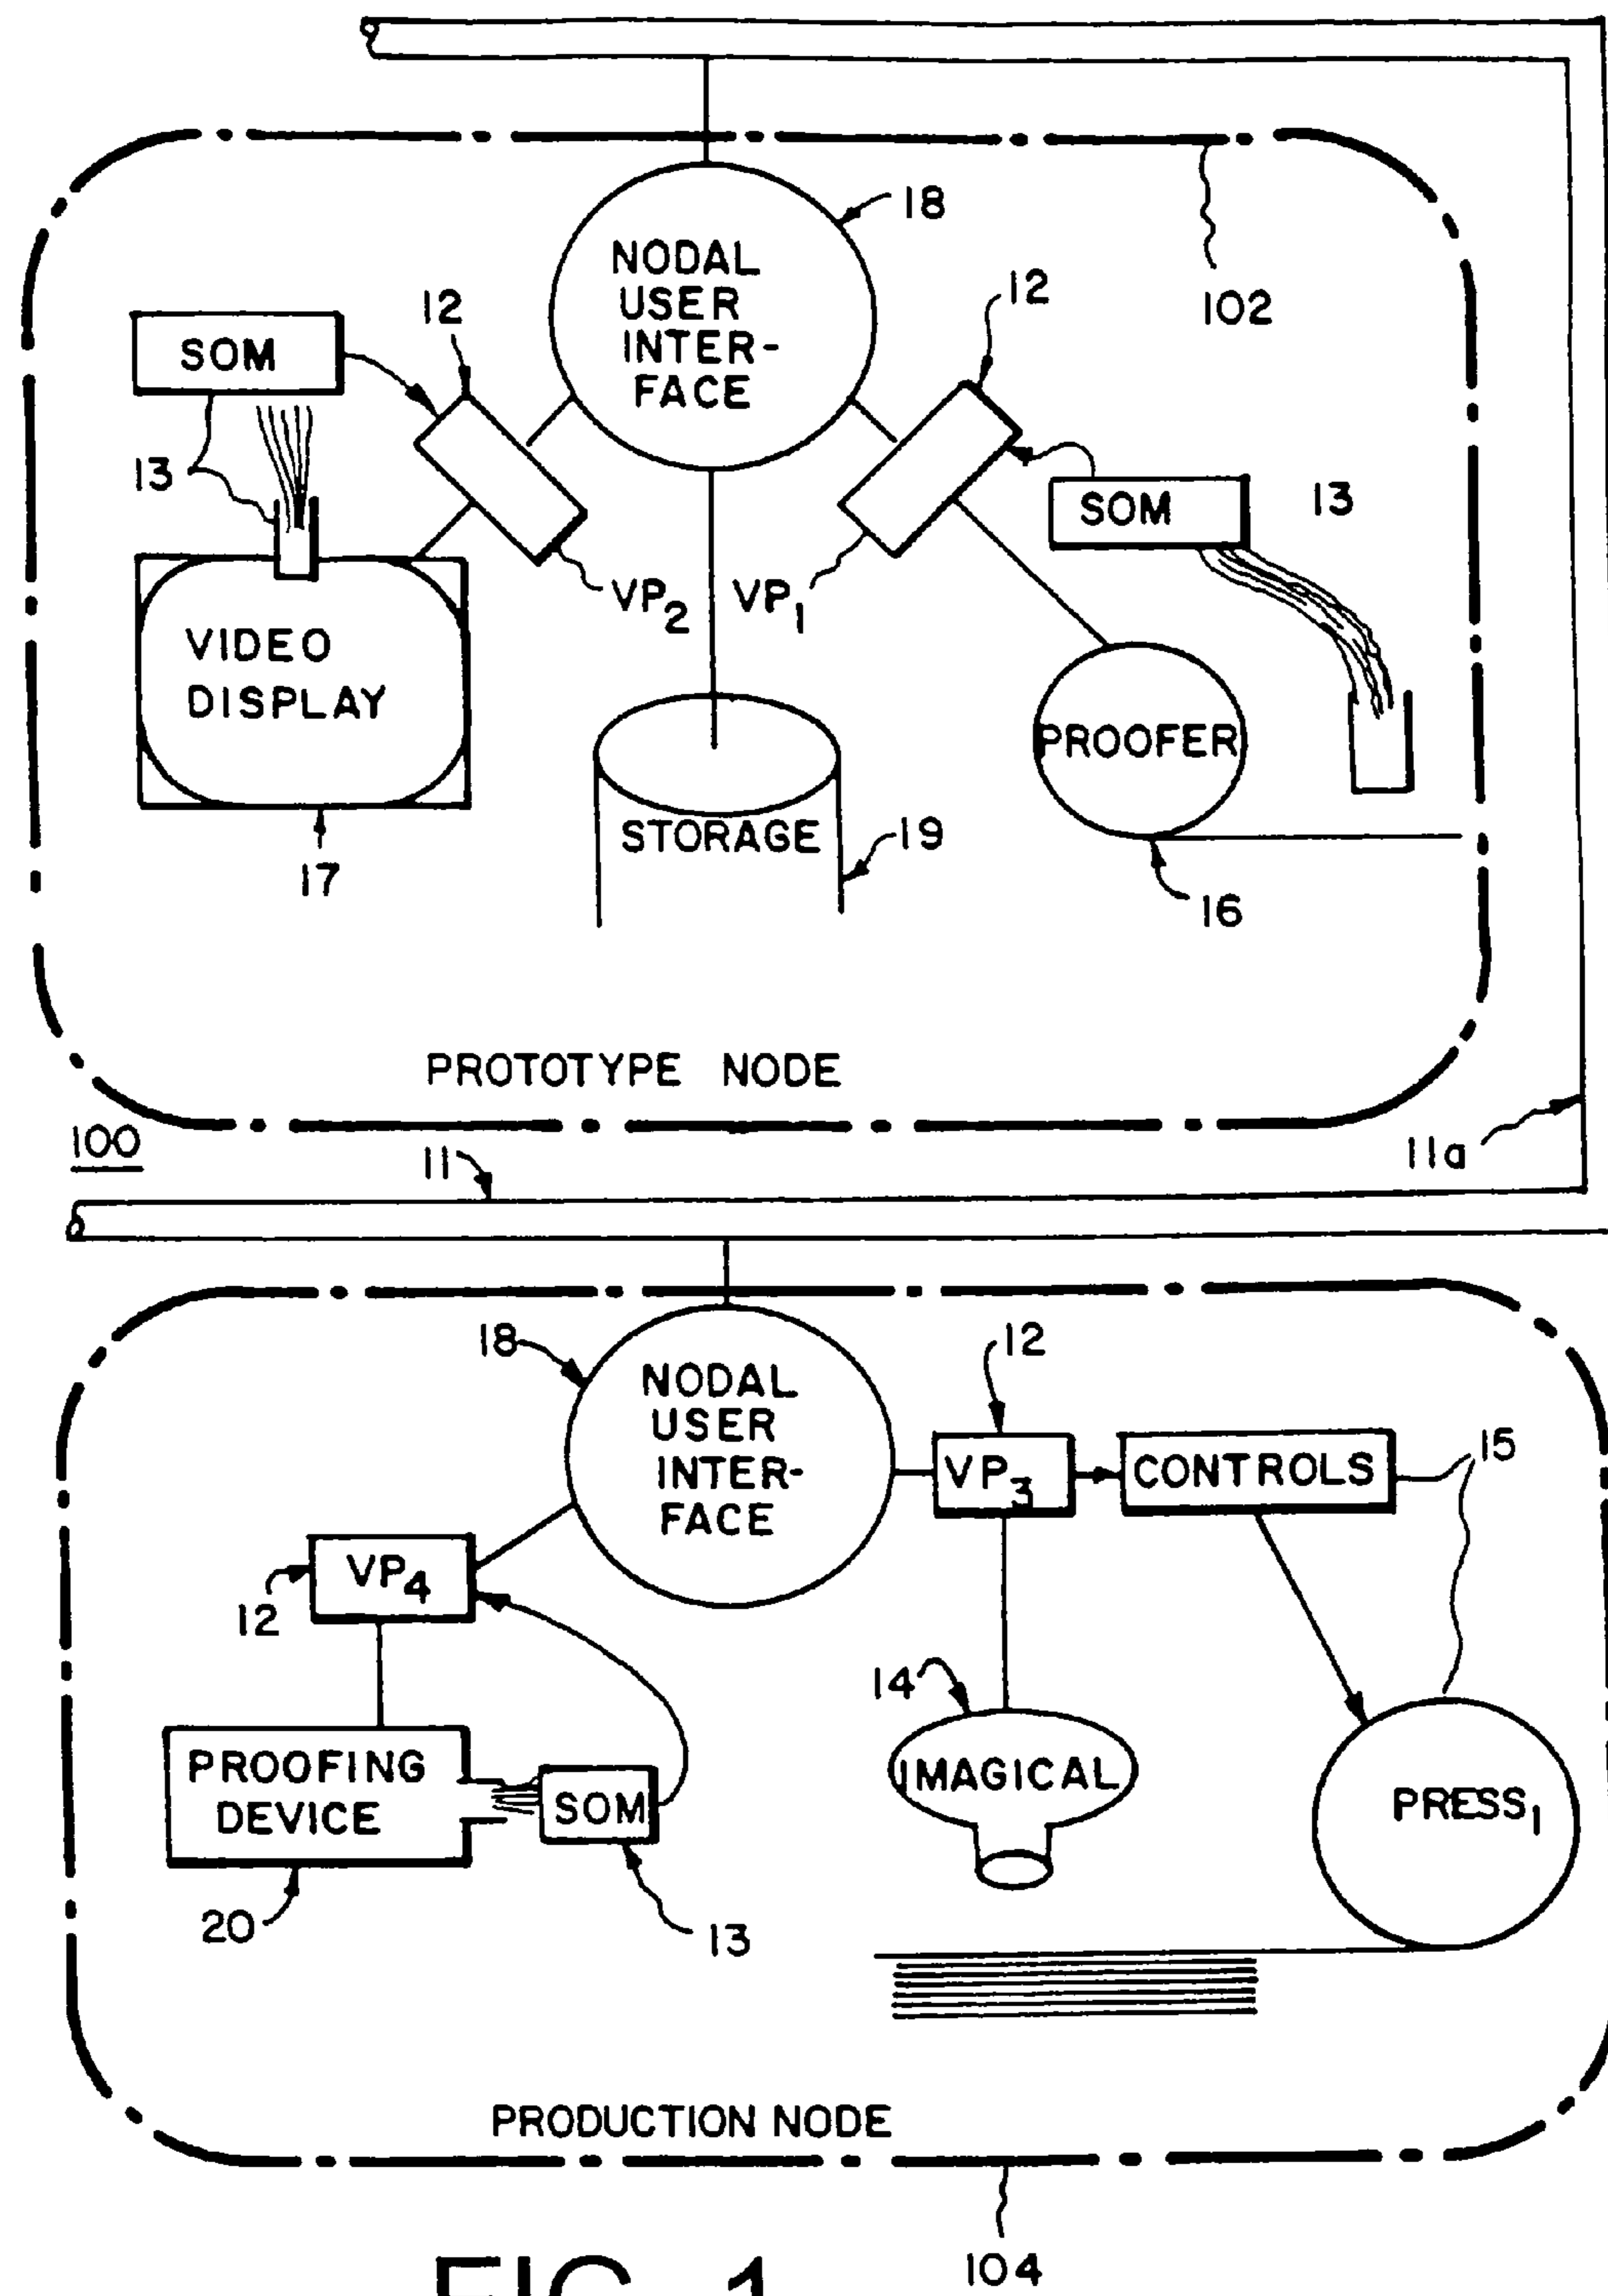 18
NODAL
USER
INTER-
FACE
102
12
12
SOM
13
SOM
13
VP2
VP1
VIDEO
DISPLAY
PROOFER
STORAGE
19
17
16
PROTOTYPE NODE
100
11
11a
18
NODAL
USER
INTER-
FACE
12
VP3
CONTROLS
15
VP4
12
14
IMAGICAL
PROOFING
DEVICE
SOM
PRESS1
20
13
PRODUCTION NODE
104
FIG. 1